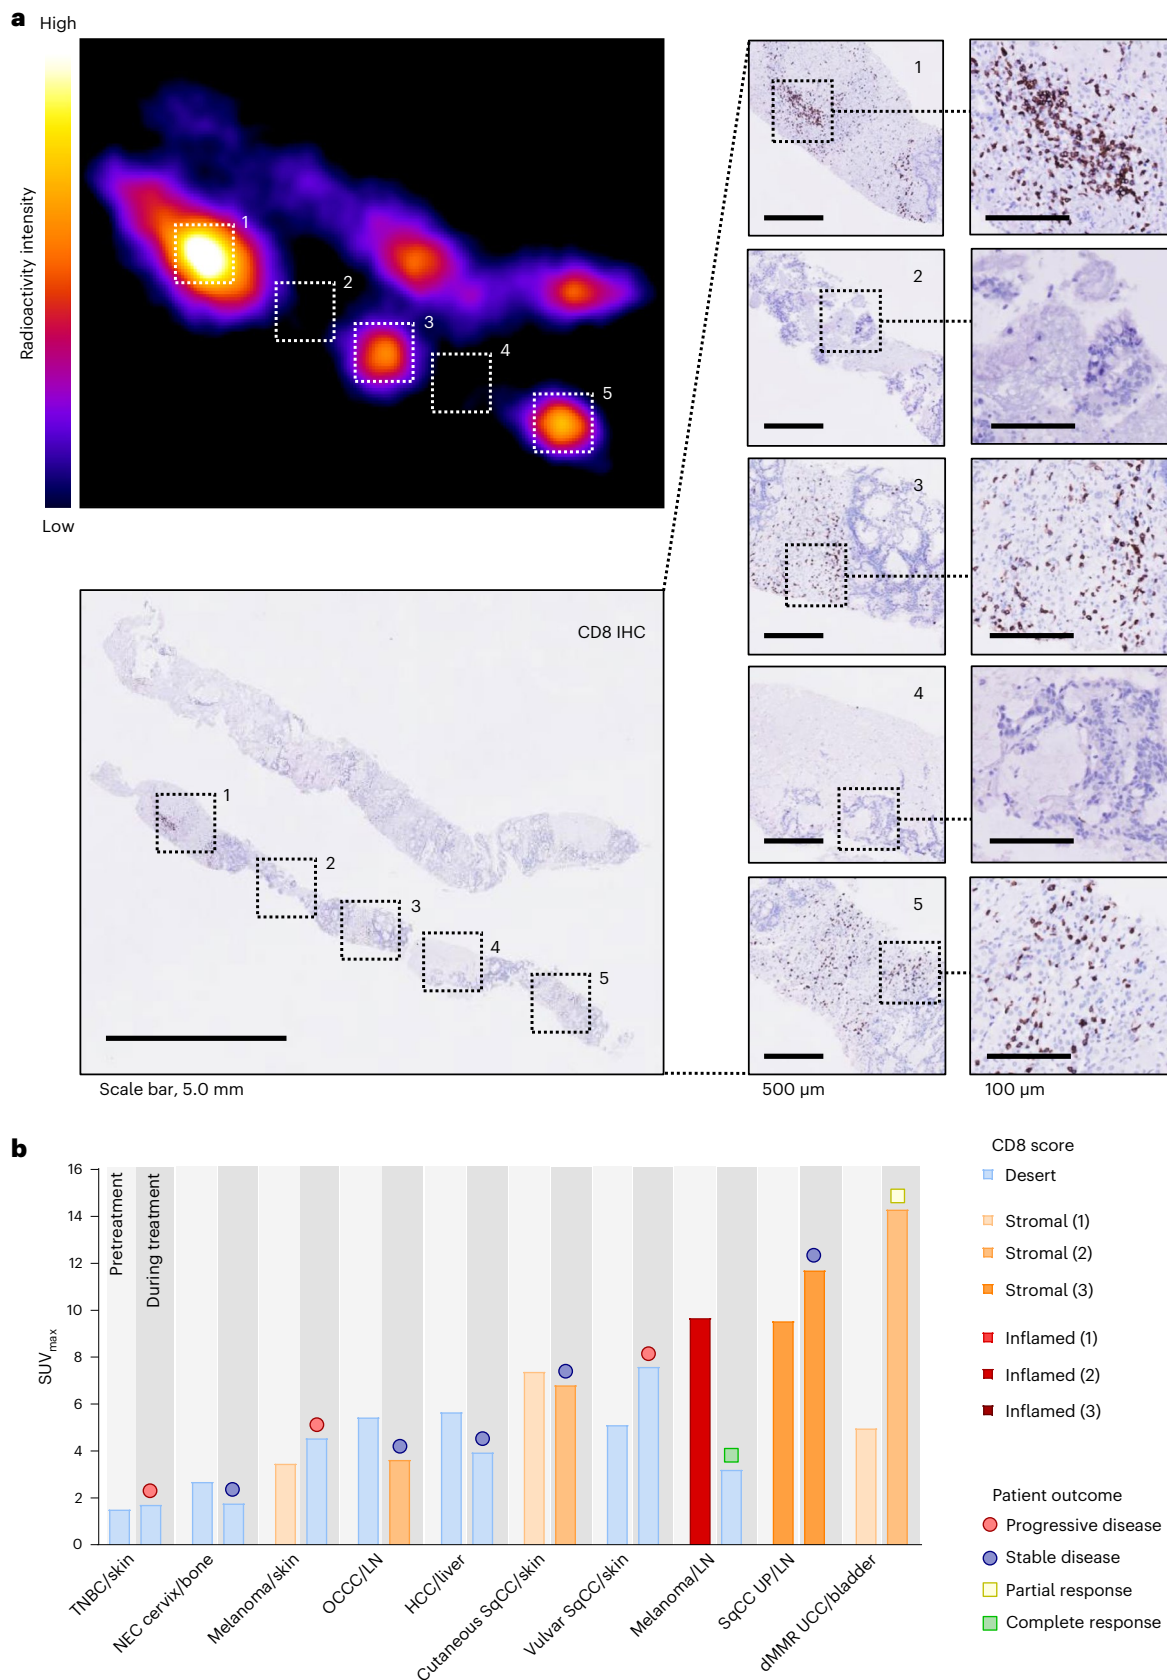 a
High
Radioactivity intensity
Low
1
2
3
4
5
CD8 IHC
1
2
3
4
5
Scale bar, 5.0 mm
1
2
3
4
5
500 µm
100 µm
b
SUVmax
16
14
12
10
8
6
4
2
0
Pretreatment
During treatment
TNBC/skin
NEC cervix/bone
Melanoma/skin
OCCC/LN
HCC/liver
Cutaneous SqCC/skin
Vulvar SqCC/skin
Melanoma/LN
SqCC UP/LN
dMMR UCC/bladder
CD8 score
Desert
Stromal (1)
Stromal (2)
Stromal (3)
Inflamed (1)
Inflamed (2)
Inflamed (3)
Patient outcome
Progressive disease
Stable disease
Partial response
Complete response